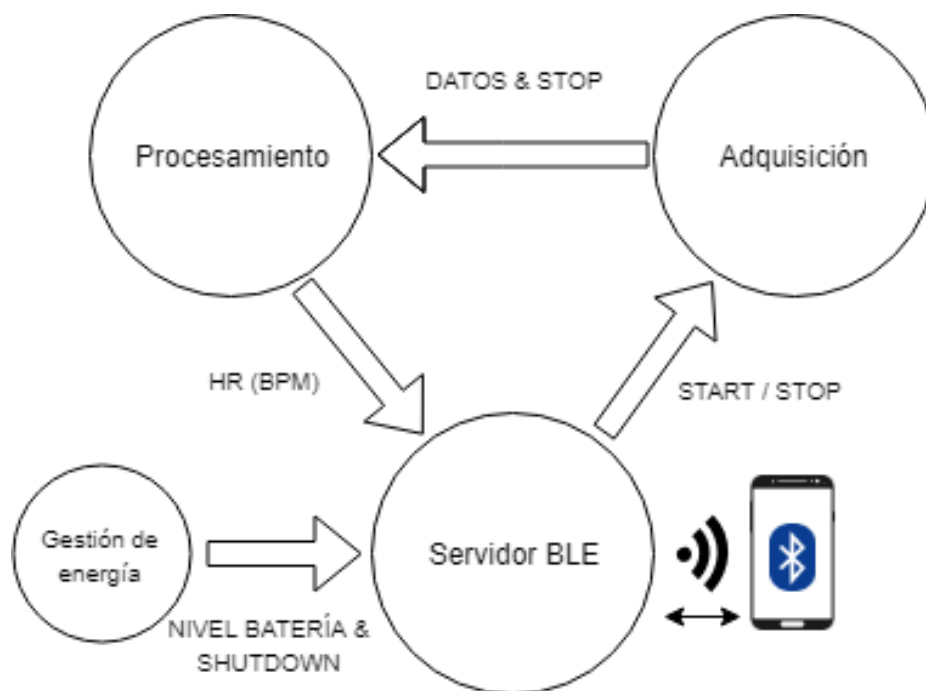 DATOS & STOP
Procesamiento
Adquisición
HR (BPM)
START / STOP
Gestión de
energía
Servidor BLE
NIVEL BATERÍA &
SHUTDOWN